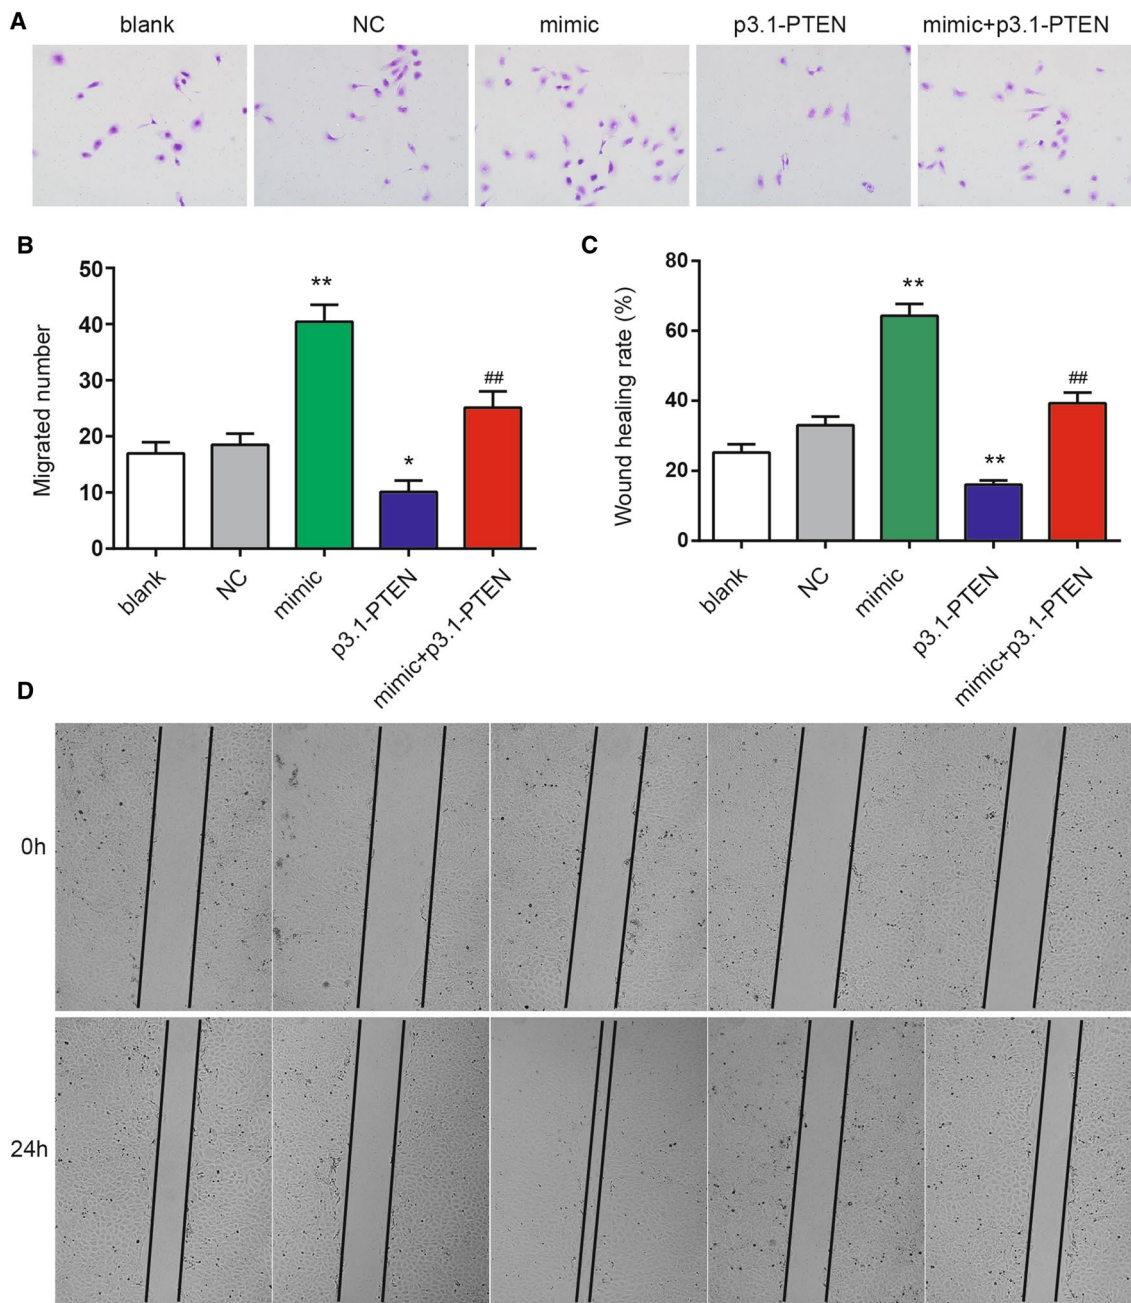 A
blank NC mimic p3.1-PTEN mimic+p3.1-PTEN
B
Migrated number
50
40
30
20
10
0
**
*
##
blank NC mimic p3.1-PTEN mimic+p3.1-PTEN
C
Wound healing rate (%)
80
60
40
20
0
**
**
##
blank NC mimic p3.1-PTEN mimic+p3.1-PTEN
D
0h
24h